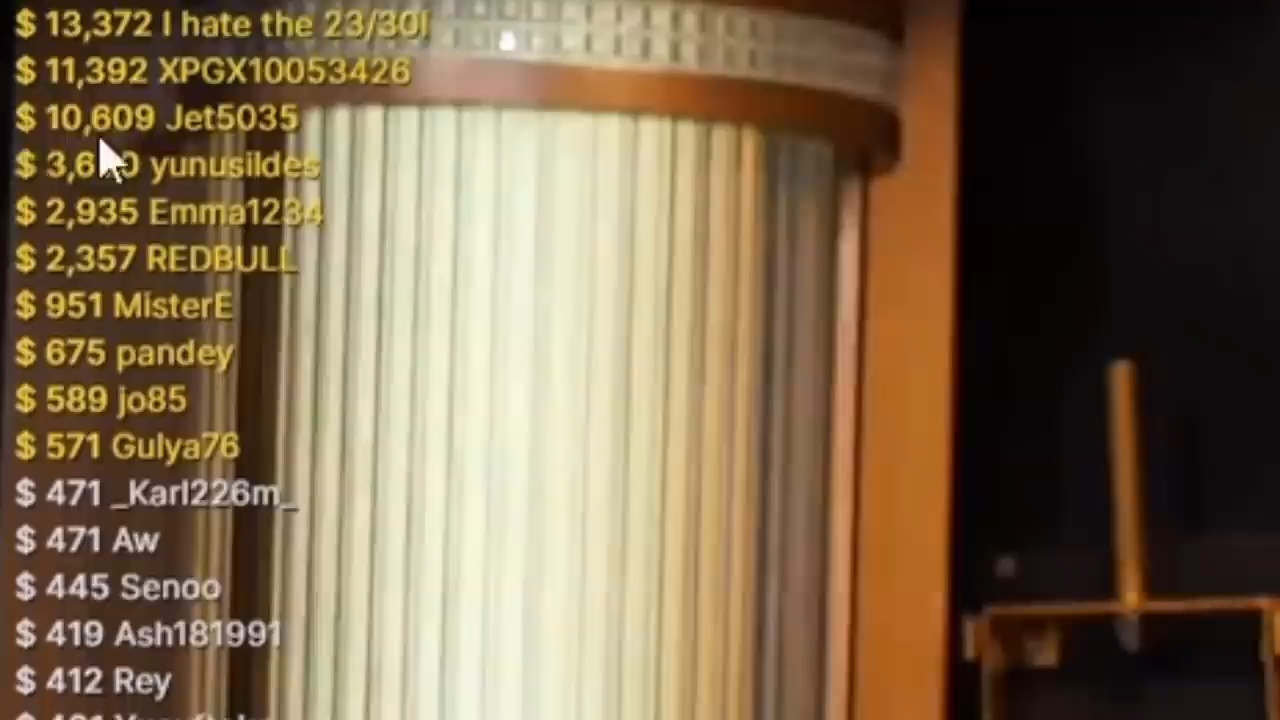 $ 13,372 I hate the 23/30!
$ 11,392 XPGX10053426
$ 10,609 Jet5035
yunusildes
$ 2,935 Emma1234
$ 2,357 REDBULL
$ 951 MisterE
$ 675 pandey
$ 589 jo85
$ 571 Gulya76
$ 471 _Karl226m_
$ 471 Aw
$ 445 Senoo
$ 419 Ash181991
$ 412 Rey